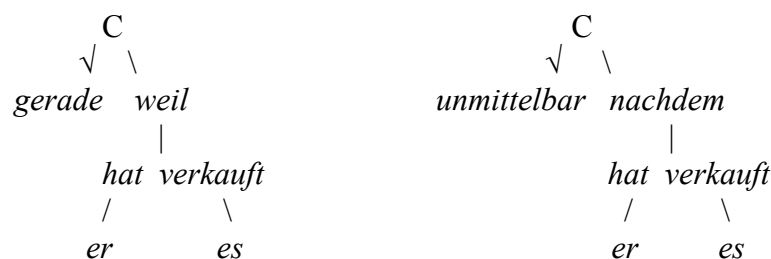 C C
√ \ √ \
gerade weil unmittelbar nachdem
| |
hat verkauft hat verkauft
/ \ / \
er es er es